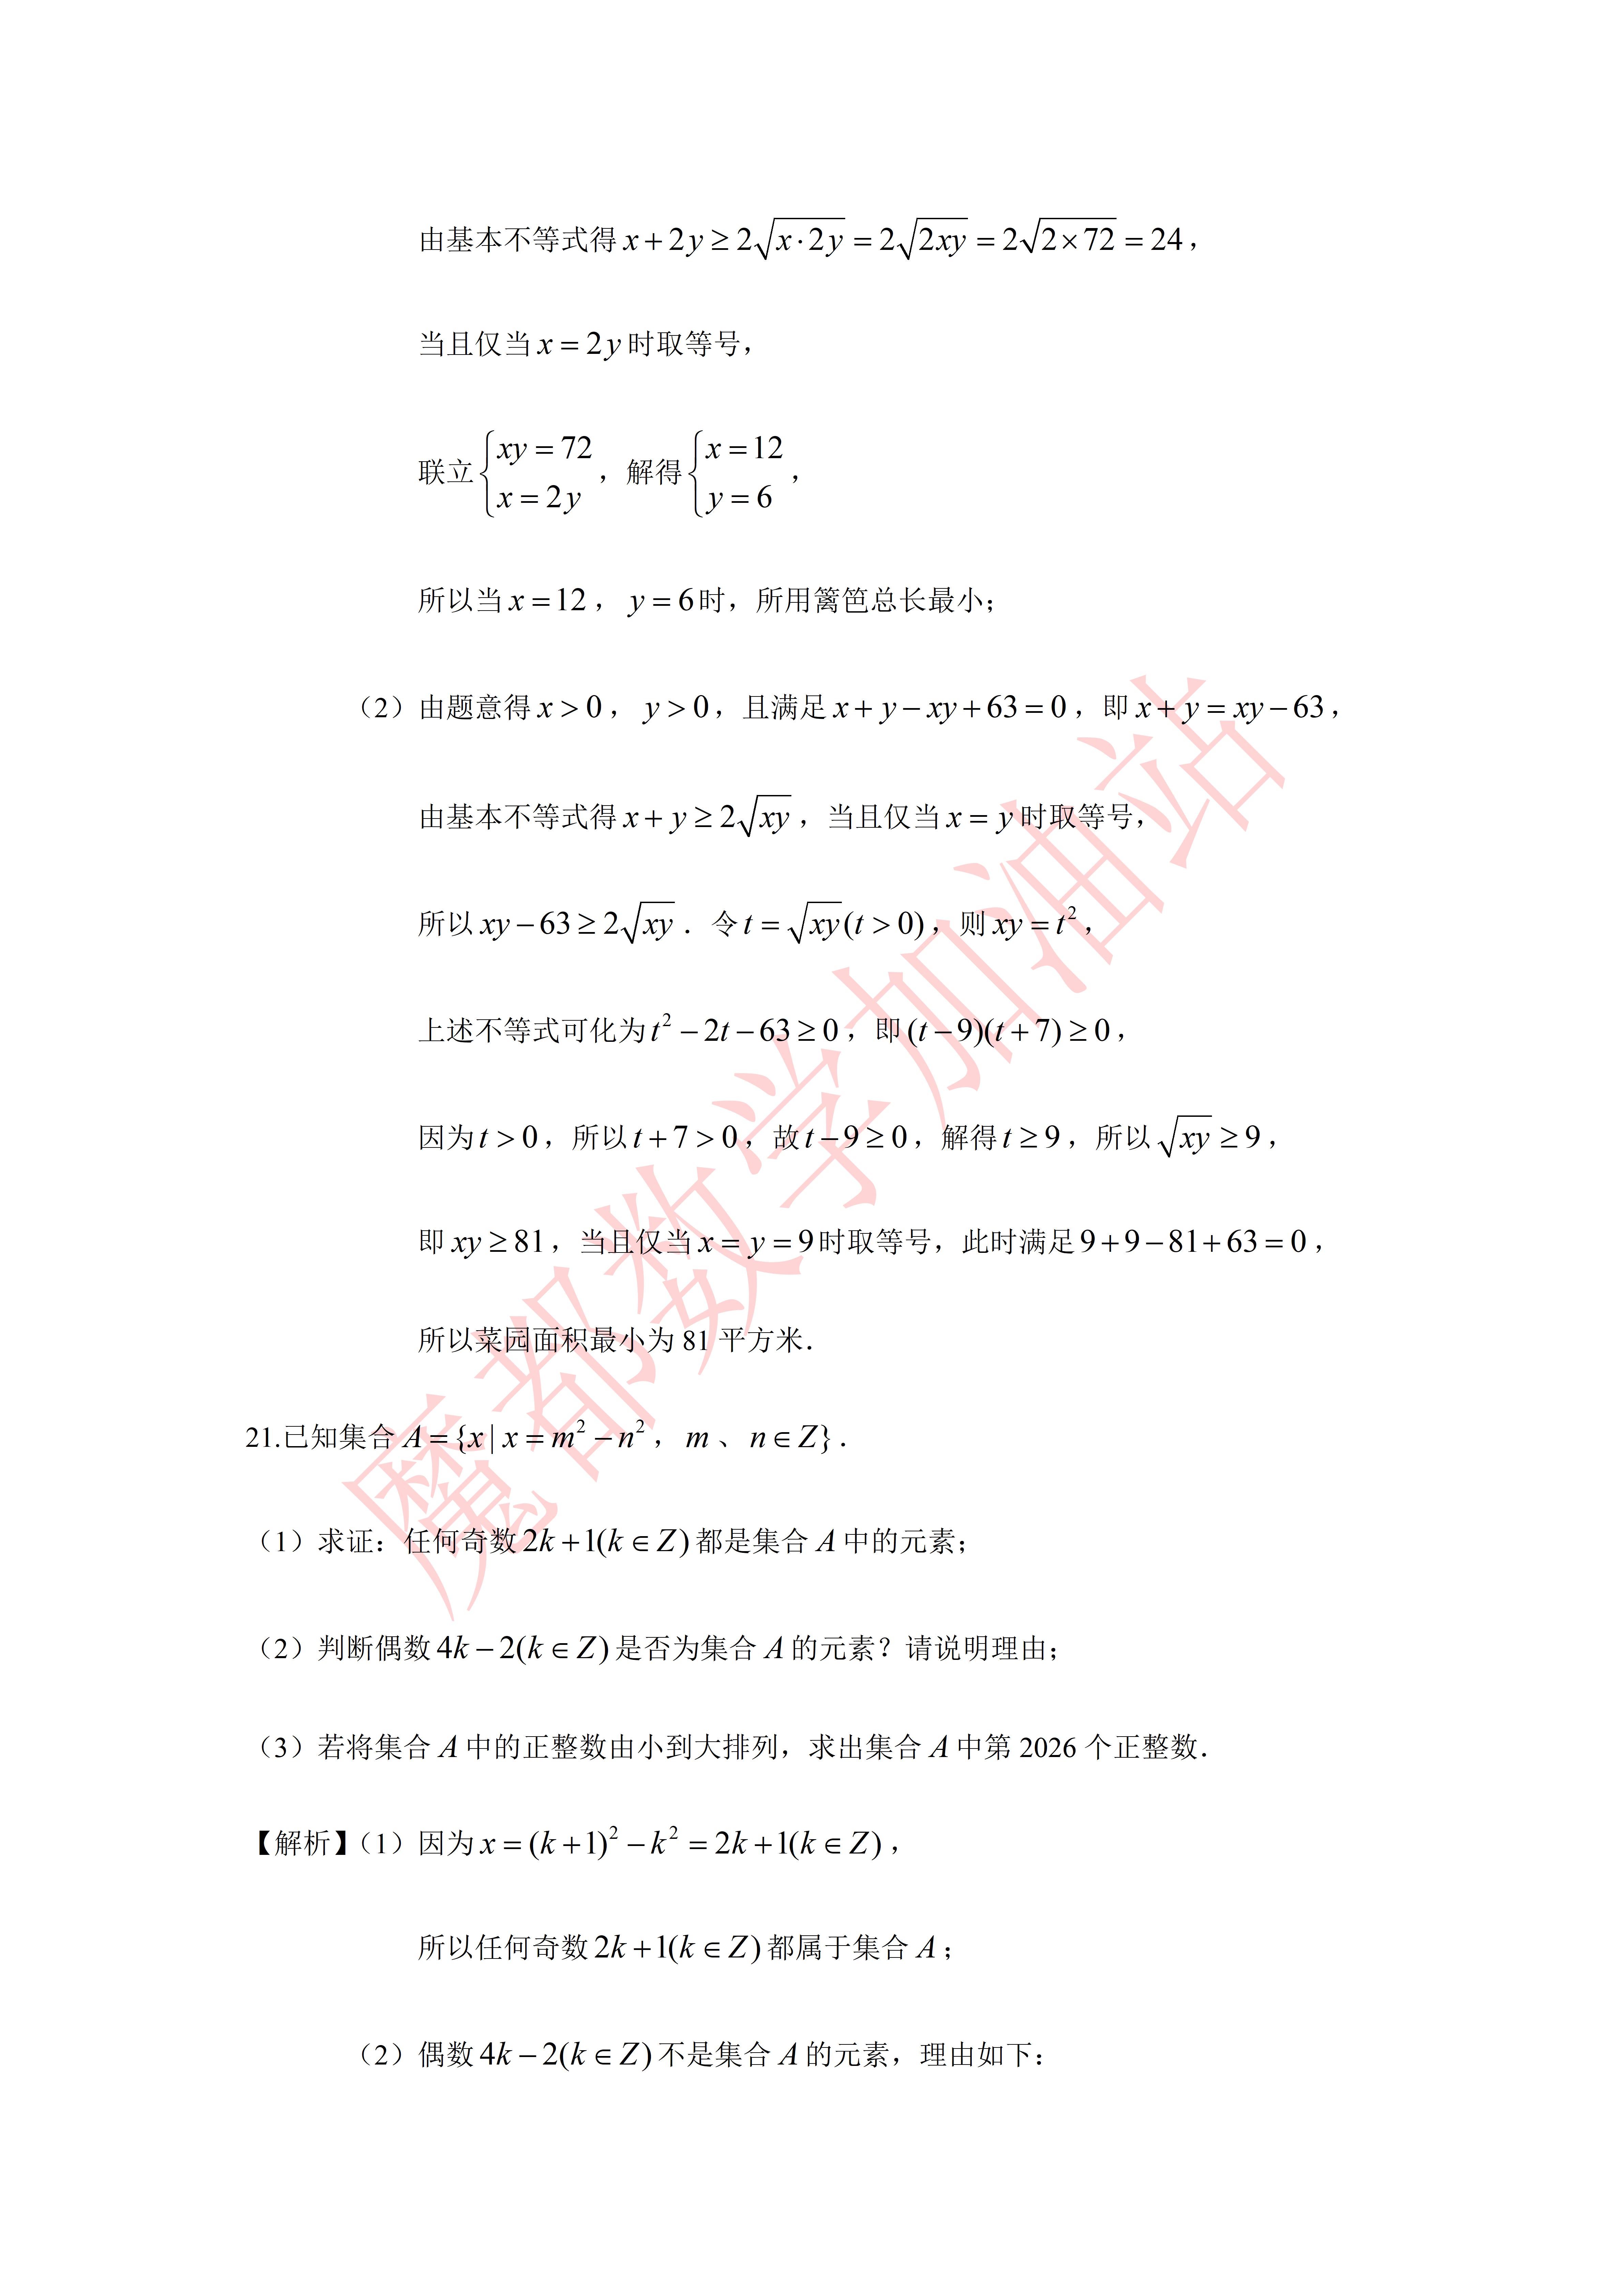 由基本不等式得 x + 2y ≥ 2√(x·2y) = 2√(2xy) = 2√(2×72) = 24，
当且仅当 x = 2y 时取等号，
联立 { xy = 72, x = 2y ，解得 { x = 12, y = 6 ，
所以当 x = 12，y = 6 时，所用篱笆总长最小；
（2）由题意得 x > 0，y > 0，且满足 x + y − xy + 63 = 0，即 x + y = xy − 63，
由基本不等式得 x + y ≥ 2√(xy)，当且仅当 x = y 时取等号，
所以 xy − 63 ≥ 2√(xy)．令 t = √(xy)(t > 0)，则 xy = t²，
上述不等式可化为 t² − 2t − 63 ≥ 0，即 (t − 9)(t + 7) ≥ 0，
因为 t > 0，所以 t + 7 > 0，故 t − 9 ≥ 0，解得 t ≥ 9，所以 √(xy) ≥ 9，
即 xy ≥ 81，当且仅当 x = y = 9 时取等号，此时满足 9 + 9 − 81 + 63 = 0，
所以菜园面积最小为 81 平方米．
21.已知集合 A = {x | x = m² − n²，m、n ∈ Z}．
（1）求证：任何奇数 2k + 1(k ∈ Z) 都是集合 A 中的元素；
（2）判断偶数 4k − 2(k ∈ Z) 是否为集合 A 的元素？请说明理由；
（3）若将集合 A 中的正整数由小到大排列，求出集合 A 中第 2026 个正整数．
【解析】（1）因为 x = (k + 1)² − k² = 2k + 1(k ∈ Z)，
所以任何奇数 2k + 1(k ∈ Z) 都属于集合 A；
（2）偶数 4k − 2(k ∈ Z) 不是集合 A 的元素，理由如下：
魔都数学加油站